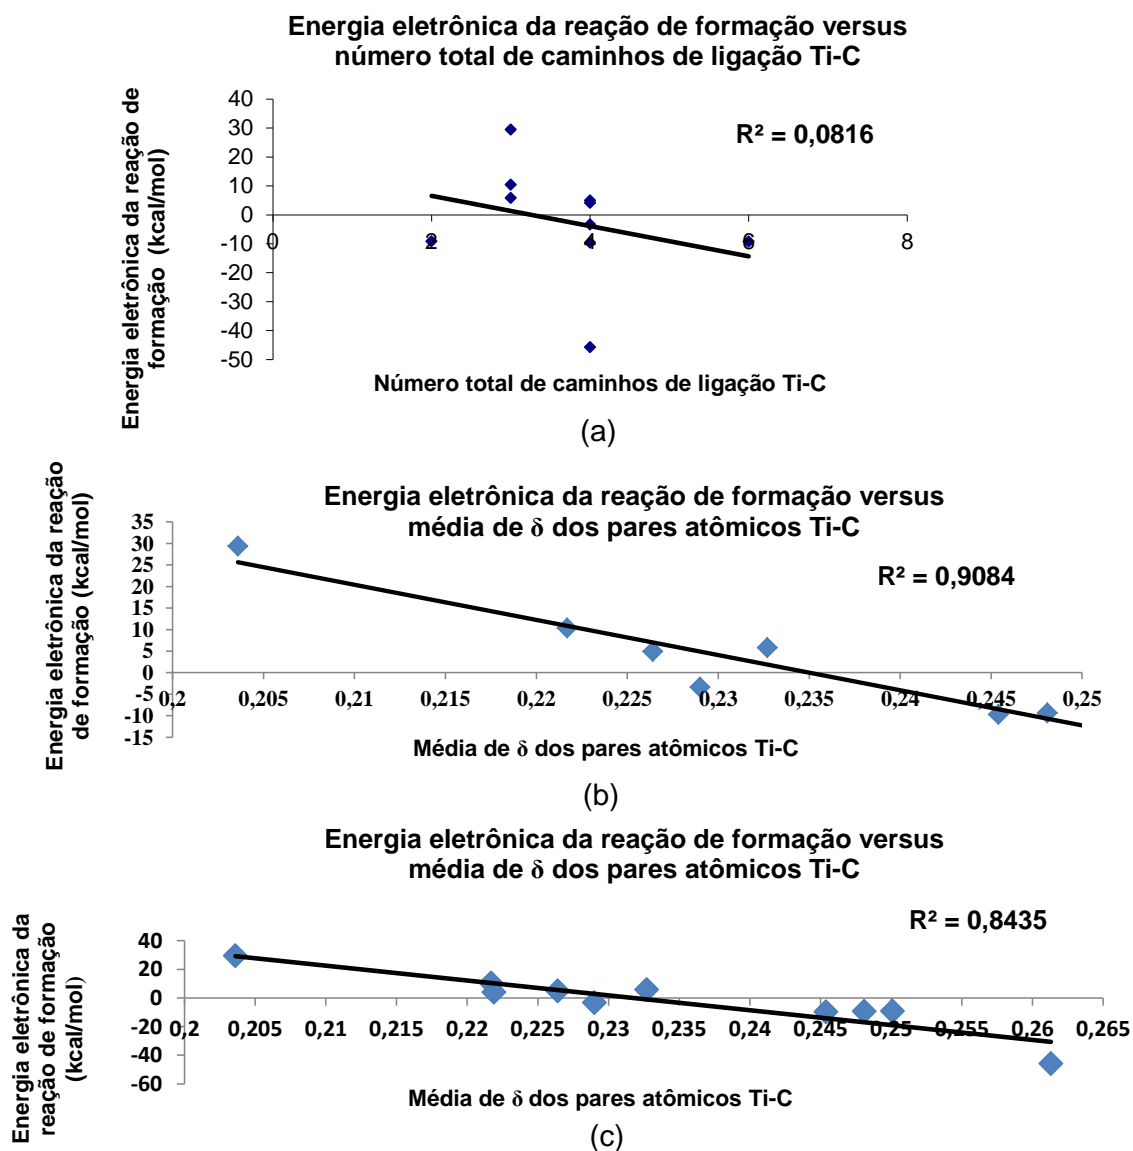 Energia eletrônica da reação de formação versus
número total de caminhos de ligação Ti-C
Energia eletrônica da reação de
formação (kcal/mol)
40
30
20
10
0
-10
-20
-30
-40
-50
R² = 0,0816
0
2
4
6
8
Número total de caminhos de ligação Ti-C
(a)
Energia eletrônica da reação de formação versus
média de δ dos pares atômicos Ti-C
Energia eletrônica da reação
de formação (kcal/mol)
35
30
25
20
15
10
5
0
-5
-10
-15
R² = 0,9084
0,2
0,205
0,21
0,215
0,22
0,225
0,23
0,235
0,24
0,245
0,25
Média de δ dos pares atômicos Ti-C
(b)
Energia eletrônica da reação de formação versus
média de δ dos pares atômicos Ti-C
Energia eletrônica da
reação de formação
(kcal/mol)
40
20
0
-20
-40
-60
R² = 0,8435
0,2
0,205
0,21
0,215
0,22
0,225
0,23
0,235
0,24
0,245
0,25
0,255
0,26
0,265
Média de δ dos pares atômicos Ti-C
(c)